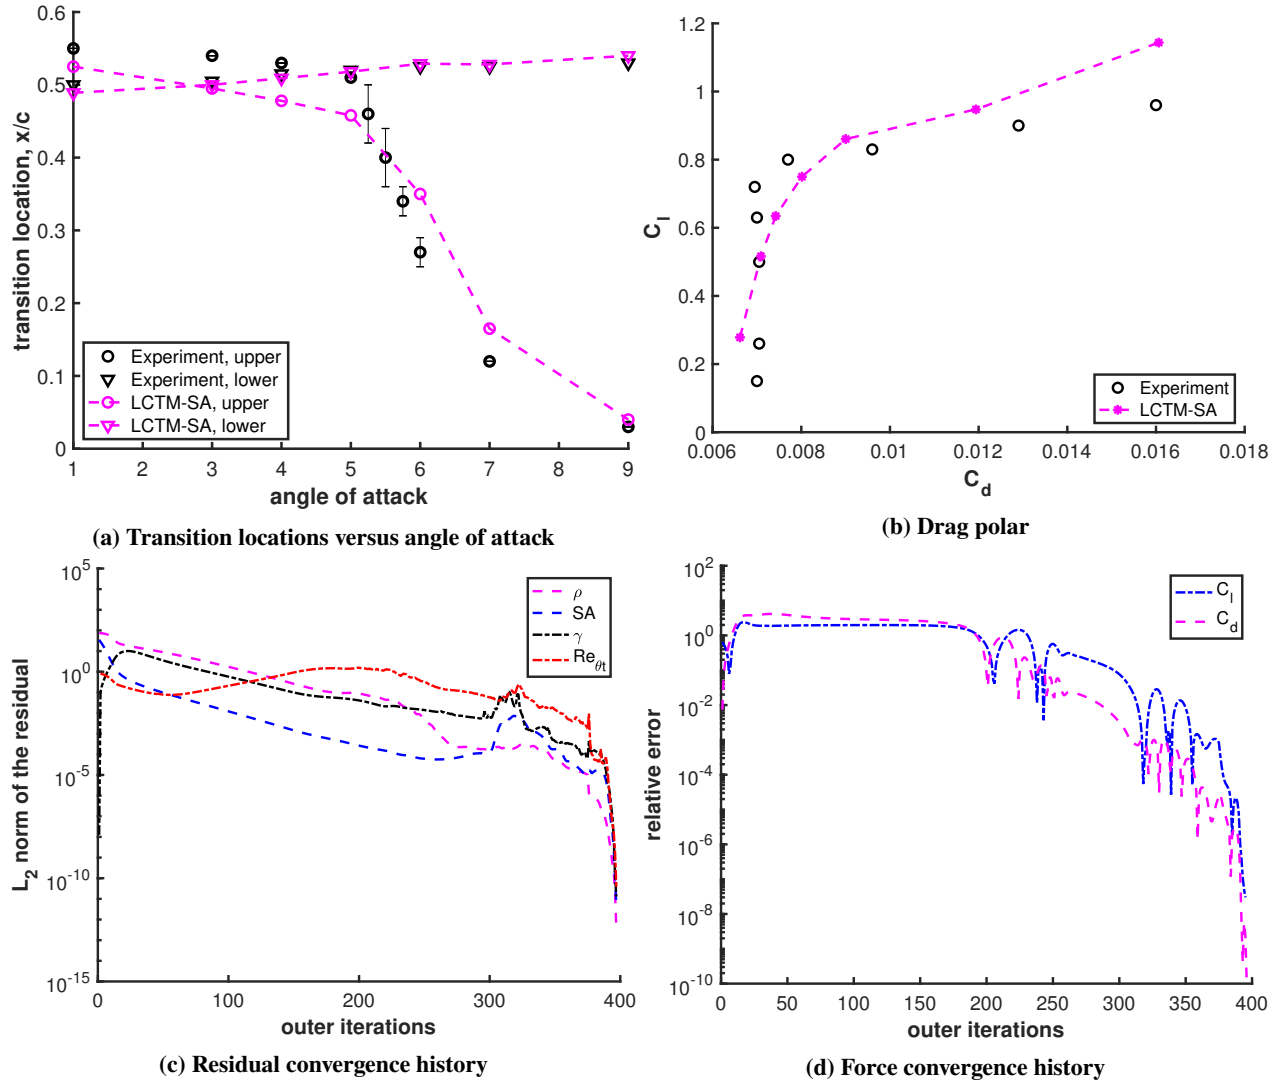 0.6
0.5
0.4
0.3
0.2
0.1
0
1 2 3 4 5 6 7 8 9
transition location, x/c
angle of attack
Experiment, upper
Experiment, lower
LCTM-SA, upper
LCTM-SA, lower
(a) Transition locations versus angle of attack
1.2
1
0.8
0.6
0.4
0.2
0
0.006 0.008 0.01 0.012 0.014 0.016 0.018
C_l
C_d
Experiment
LCTM-SA
(b) Drag polar
10^5
10^0
10^-5
10^-10
10^-15
0 100 200 300 400
L_2 norm of the residual
outer iterations
ρ
SA
γ
Re_θt
(c) Residual convergence history
10^2
10^0
10^-2
10^-4
10^-6
10^-8
10^-10
0 50 100 150 200 250 300 350 400
relative error
outer iterations
C_l
C_d
(d) Force convergence history